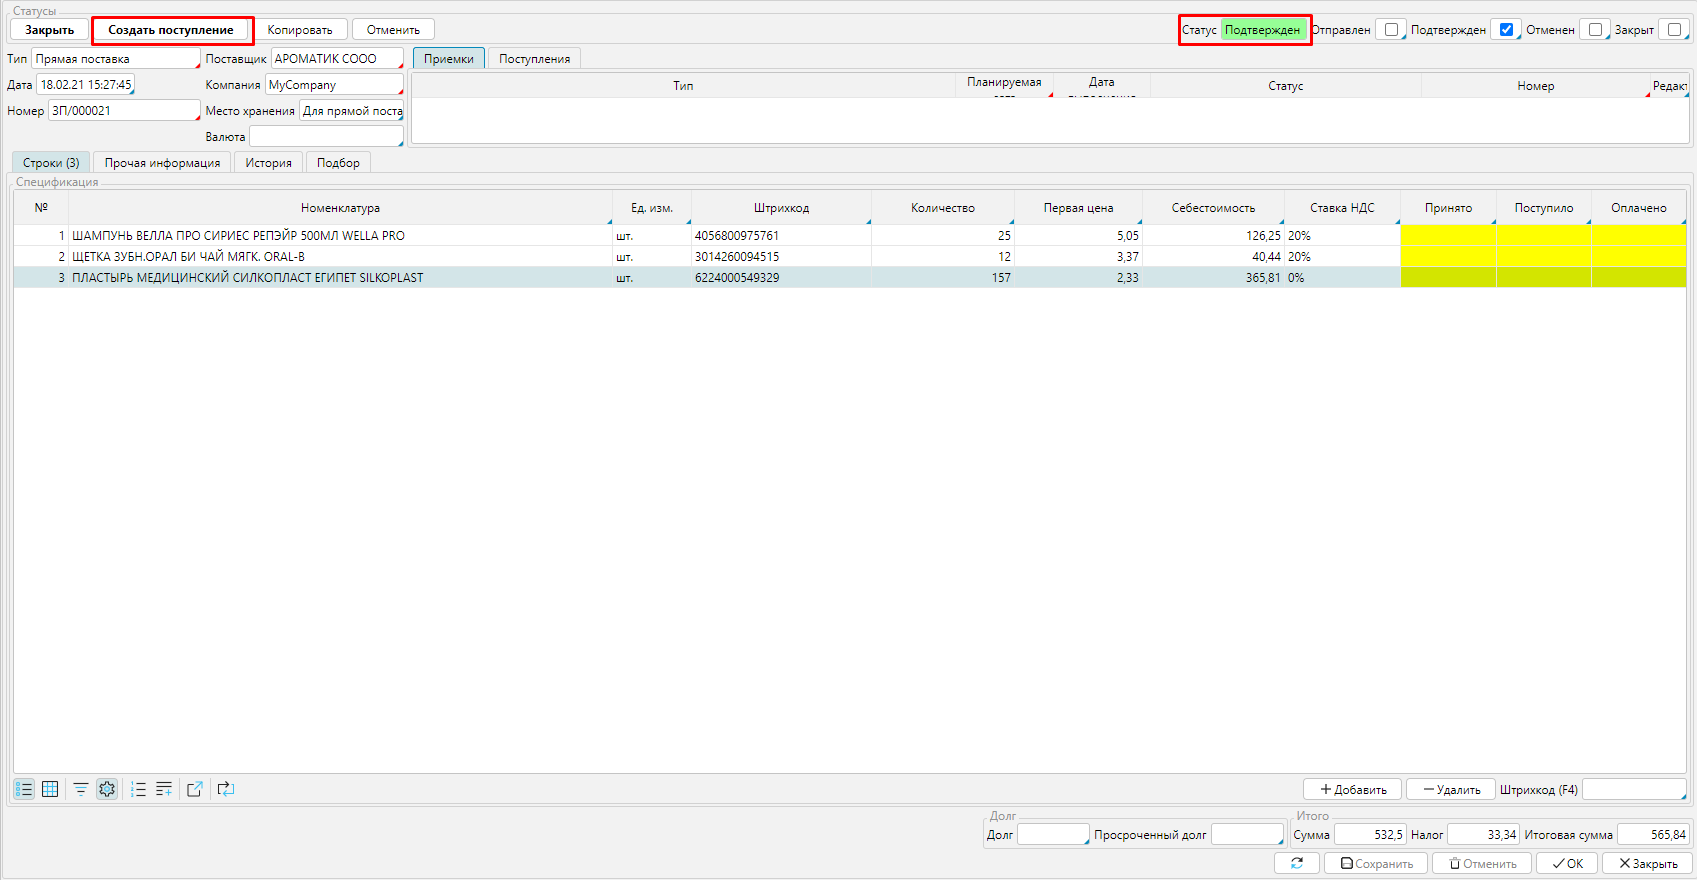 Статусы
Закрыть Создать поступление Копировать Отменить Статус Подтвержден Отправлен Подтвержден Отменен Закрыт
Тип Прямая поставка Поставщик АРОМАТИК СООО Приемки Поступления
Дата 18.02.21 15:27:45 Компания MyCompany
Тип Планируемая Дата Статус Номер Редакт
Номер ЗП/000021 Место хранения Для прямой поста
Валюта
Строки (3) Прочая информация История Подбор
Спецификация
№ Номенклатура Ед. изм. Штрихкод Количество Первая цена Себестоимость Ставка НДС Принято Поступило Оплачено
1 ШАМПУНЬ ВЕЛЛА ПРО СИРИЕС РЕПЭЙР 500МЛ WELLA PRO шт. 4056800975761 25 5,05 126,25 20%
2 ЩЕТКА ЗУБН.ОРАЛ БИ ЧАЙ МЯГК. ORAL-B шт. 3014260094515 12 3,37 40,44 20%
3 ПЛАСТЫРЬ МЕДИЦИНСКИЙ СИЛКОПЛАСТ ЕГИПЕТ SILKOPLAST шт. 6224000549329 157 2,33 365,81 0%
Добавить Удалить Штрихкод (F4)
Долг Итого
Долг Просроченный долг Сумма 532,5 Налог 33,34 Итоговая сумма 565,84
Сохранить Отменить OK Закрыть